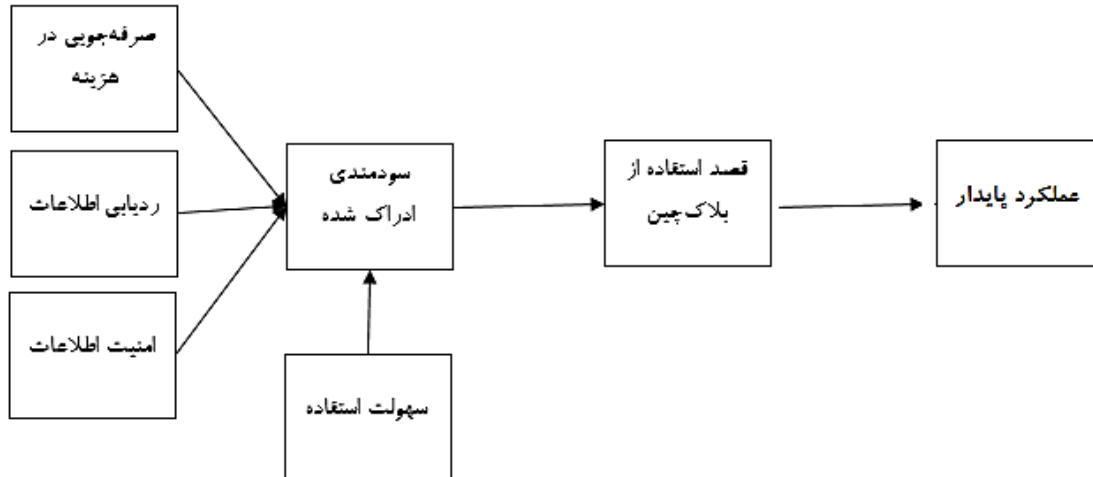 صرفه‌جویی در
هزینه
ردیابی اطلاعات
امنیت اطلاعات
سودمندی
ادراک شده
سهولت استفاده
قصد استفاده از
بلاک‌چین
عملکرد پایدار